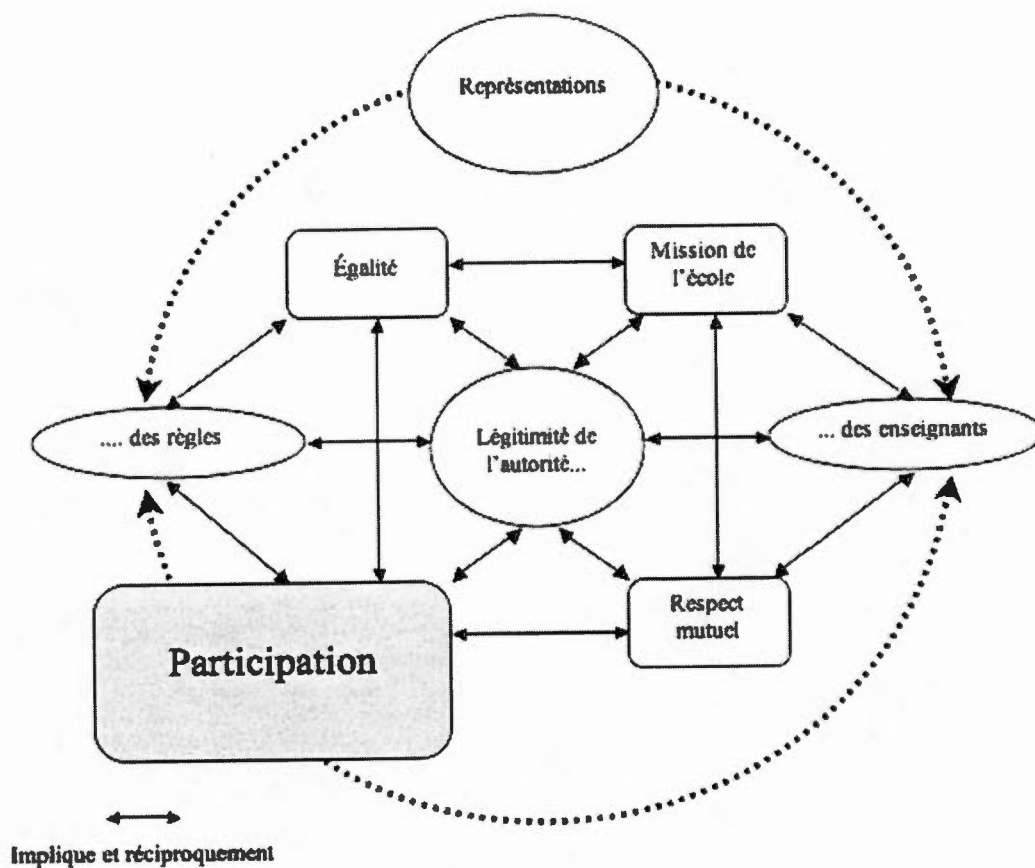 Représentations
Égalité
Mission de
l'école
.... des règles
Légitimité de
l'autorité...
... des enseignants
Participation
Respect
mutuel
Implique et réciproquement